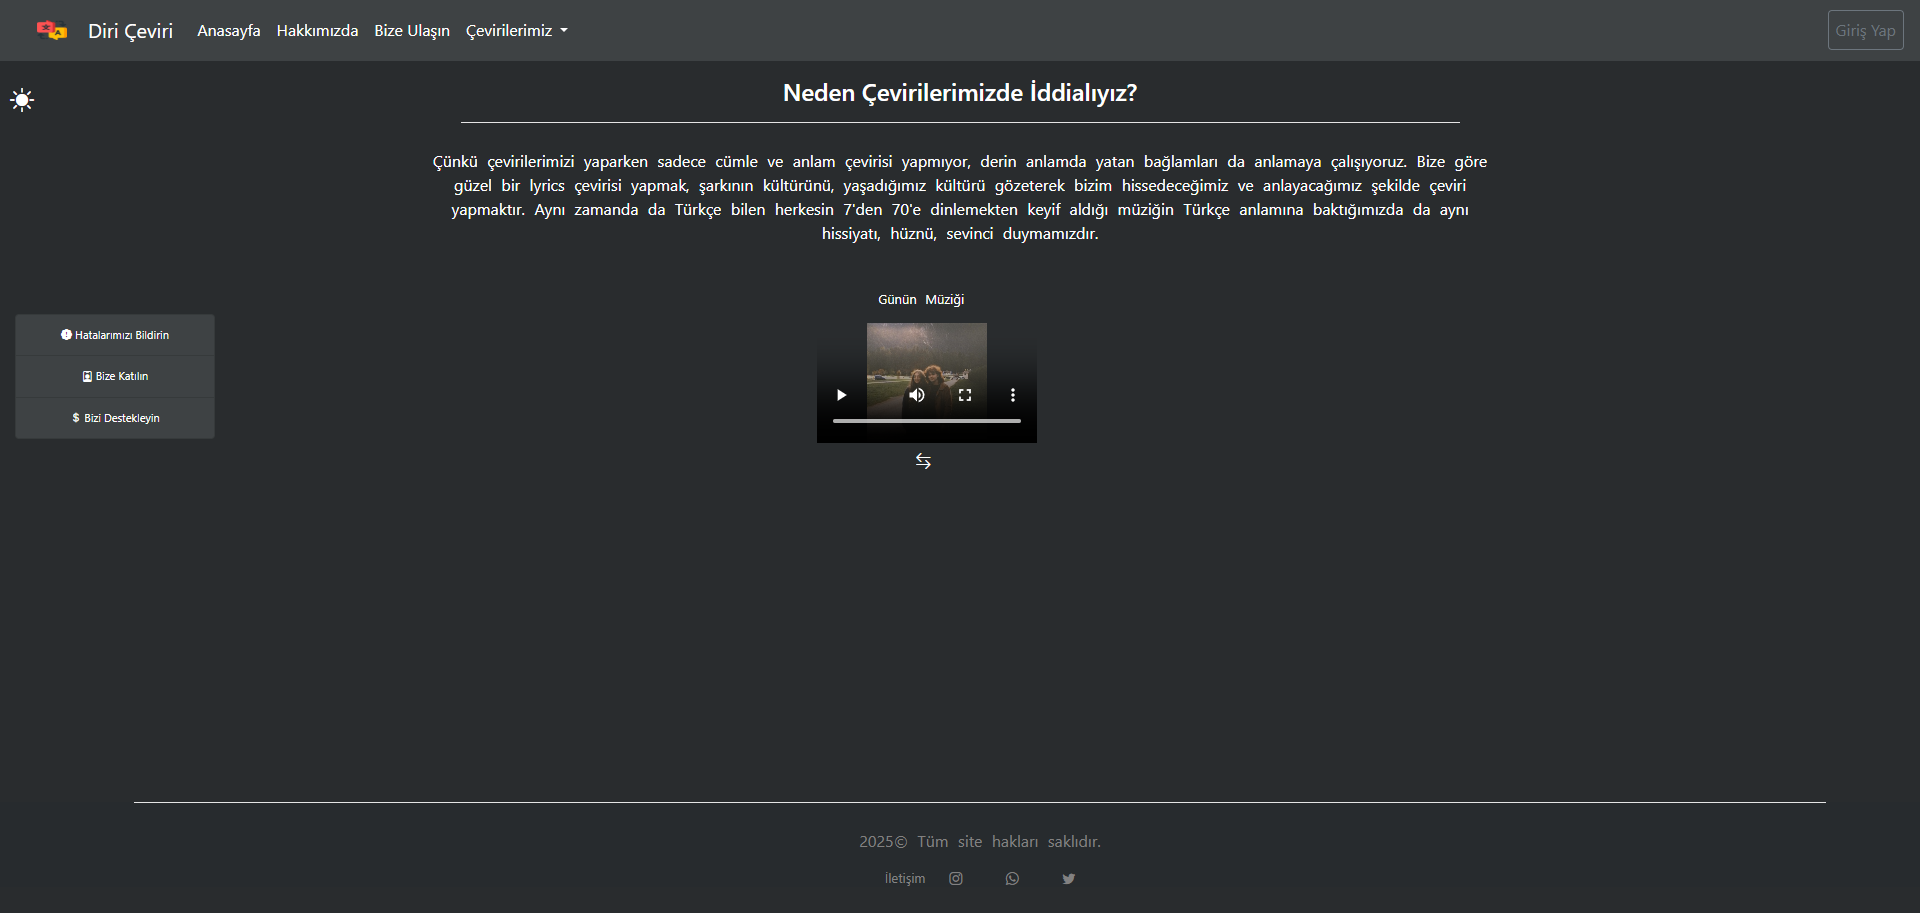 Diri Çeviri Anasayfa Hakkımızda Bize Ulaşın Çevirilerimiz Giriş Yap
Neden Çevirilerimizde İddialıyız?
Çünkü çevirilerimizi yaparken sadece cümle ve anlam çevirisi yapmıyor, derin anlamda yatan bağlamları da anlamaya çalışıyoruz. Bize göre
güzel bir lyrics çevirisi yapmak, şarkının kültürünü, yaşadığımız kültürü gözeterek bizim hissedeceğimiz ve anlayacağımız şekilde çeviri
yapmaktır. Aynı zamanda da Türkçe bilen herkesin 7'den 70'e dinlemekten keyif aldığı müziğin Türkçe anlamına baktığımızda da aynı
hissiyatı, hüznü, sevinci duymamızdır.
Günün Müziği
Hatalarımızı Bildirin
Bize Katılın
$ Bizi Destekleyin
2025© Tüm site hakları saklıdır.
İletişim